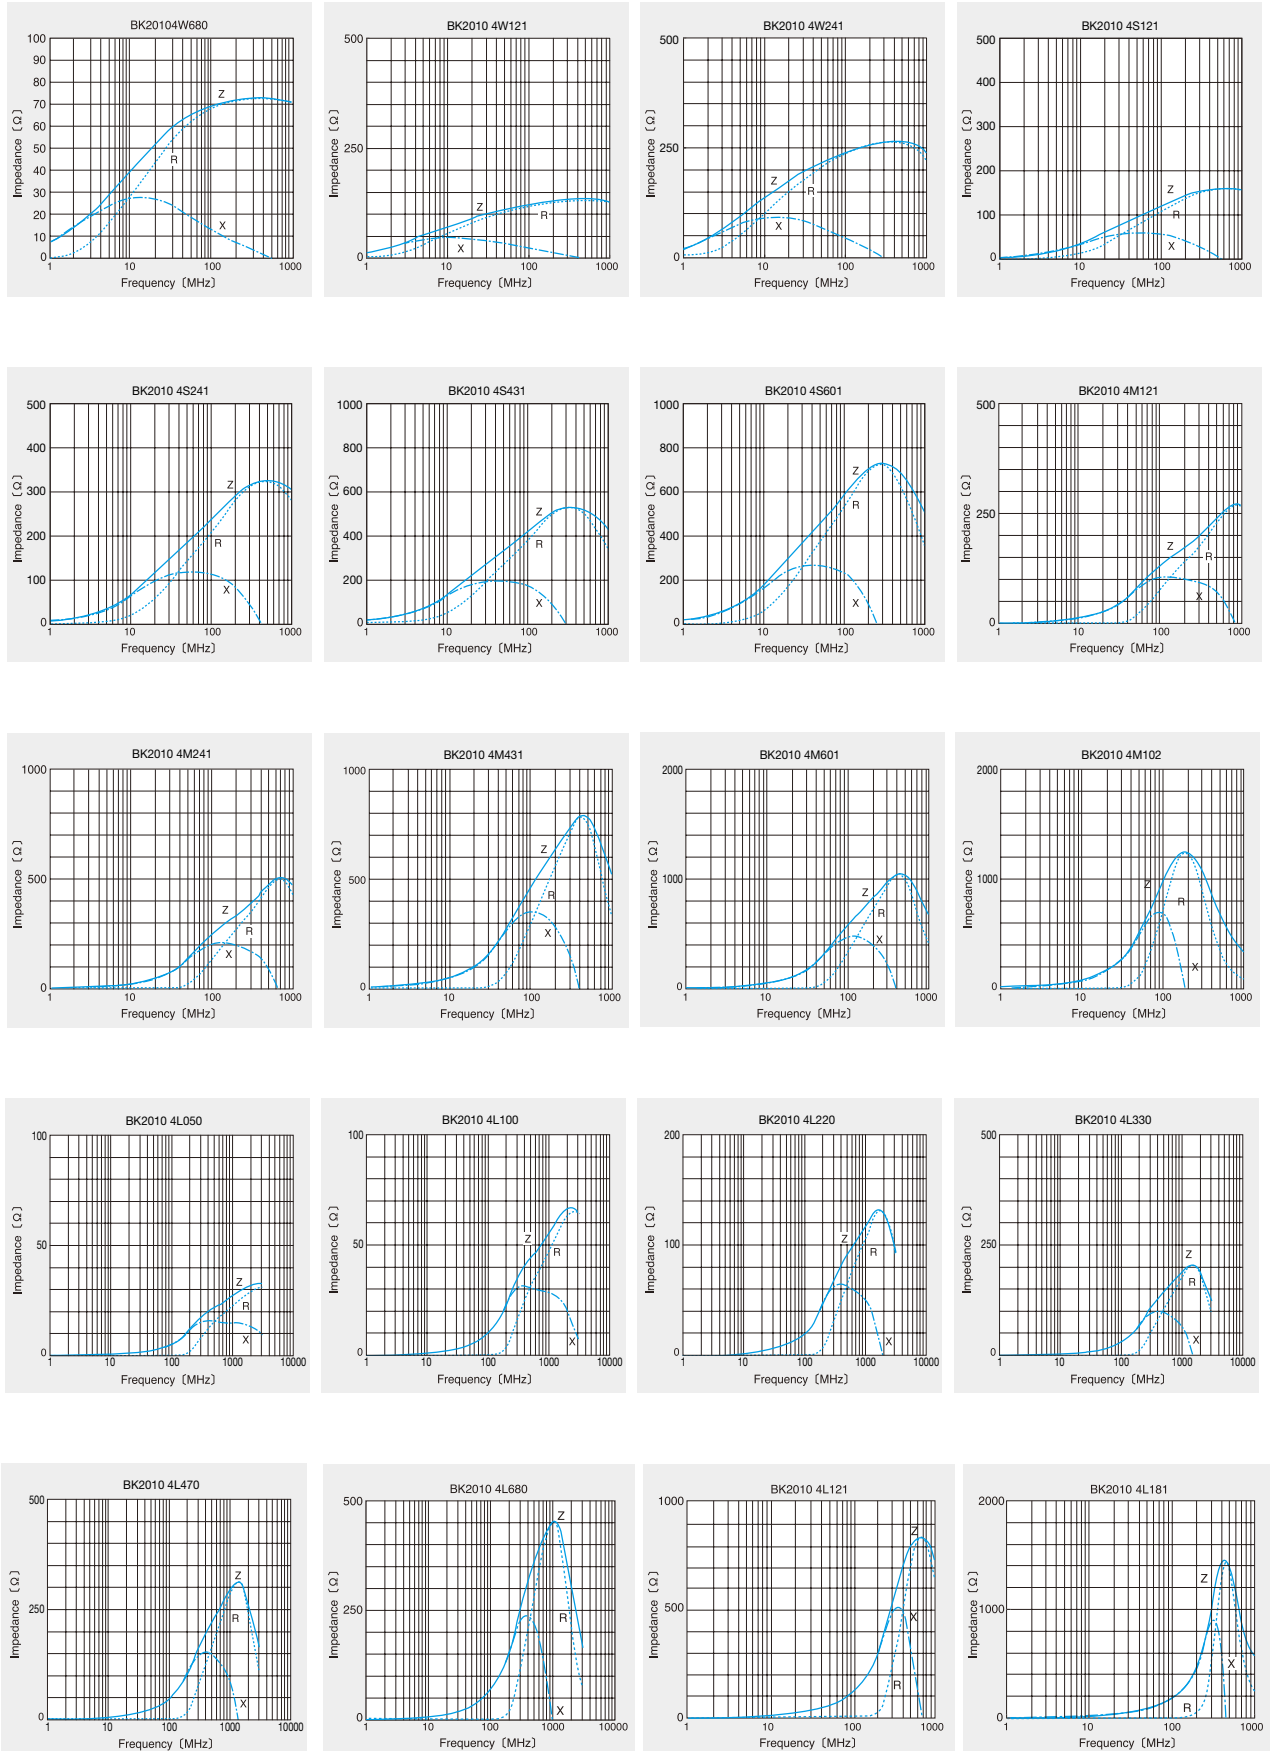 BK20104W680
100
90
80
70
60
50
40
30
20
10
0
Impedance〔Ω〕
Z
R
X
1 10 100 1000
Frequency〔MHz〕
BK2010 4W121
500
250
0
Impedance〔Ω〕
Z
R
X
1 10 100 1000
Frequency〔MHz〕
BK2010 4W241
500
250
0
Impedance〔Ω〕
Z
R
X
1 10 100 1000
Frequency〔MHz〕
BK2010 4S121
500
400
300
200
100
0
Impedance〔Ω〕
Z
R
X
1 10 100 1000
Frequency〔MHz〕
BK2010 4S241
500
400
300
200
100
0
Impedance〔Ω〕
Z
R
X
1 10 100 1000
Frequency〔MHz〕
BK2010 4S431
1000
800
600
400
200
0
Impedance〔Ω〕
Z
R
X
1 10 100 1000
Frequency〔MHz〕
BK2010 4S601
1000
800
600
400
200
0
Impedance〔Ω〕
Z
R
X
1 10 100 1000
Frequency〔MHz〕
BK2010 4M121
500
250
0
Impedance〔Ω〕
Z
R
X
1 10 100 1000
Frequency〔MHz〕
BK2010 4M241
1000
500
0
Impedance〔Ω〕
Z
R
X
1 10 100 1000
Frequency〔MHz〕
BK2010 4M431
1000
500
0
Impedance〔Ω〕
Z
R
X
1 10 100 1000
Frequency〔MHz〕
BK2010 4M601
2000
1000
0
Impedance〔Ω〕
Z
R
X
1 10 100 1000
Frequency〔MHz〕
BK2010 4M102
2000
1000
0
Impedance〔Ω〕
Z
R
X
1 10 100 1000
Frequency〔MHz〕
BK2010 4L050
100
50
0
Impedance〔Ω〕
Z
R
X
1 10 100 1000 10000
Frequency〔MHz〕
BK2010 4L100
100
50
0
Impedance〔Ω〕
Z
R
X
1 10 100 1000 10000
Frequency〔MHz〕
BK2010 4L220
200
100
0
Impedance〔Ω〕
Z
R
X
1 10 100 1000 10000
Frequency〔MHz〕
BK2010 4L330
500
250
0
Impedance〔Ω〕
Z
R
X
1 10 100 1000 10000
Frequency〔MHz〕
BK2010 4L470
500
250
0
Impedance〔Ω〕
Z
R
X
1 10 100 1000 10000
Frequency〔MHz〕
BK2010 4L680
500
250
0
Impedance〔Ω〕
Z
R
X
1 10 100 1000 10000
Frequency〔MHz〕
BK2010 4L121
1000
500
0
Impedance〔Ω〕
Z
X
R
1 10 100 1000
Frequency〔MHz〕
BK2010 4L181
2000
1000
0
Impedance〔Ω〕
Z
X
R
1 10 100 1000
Frequency〔MHz〕